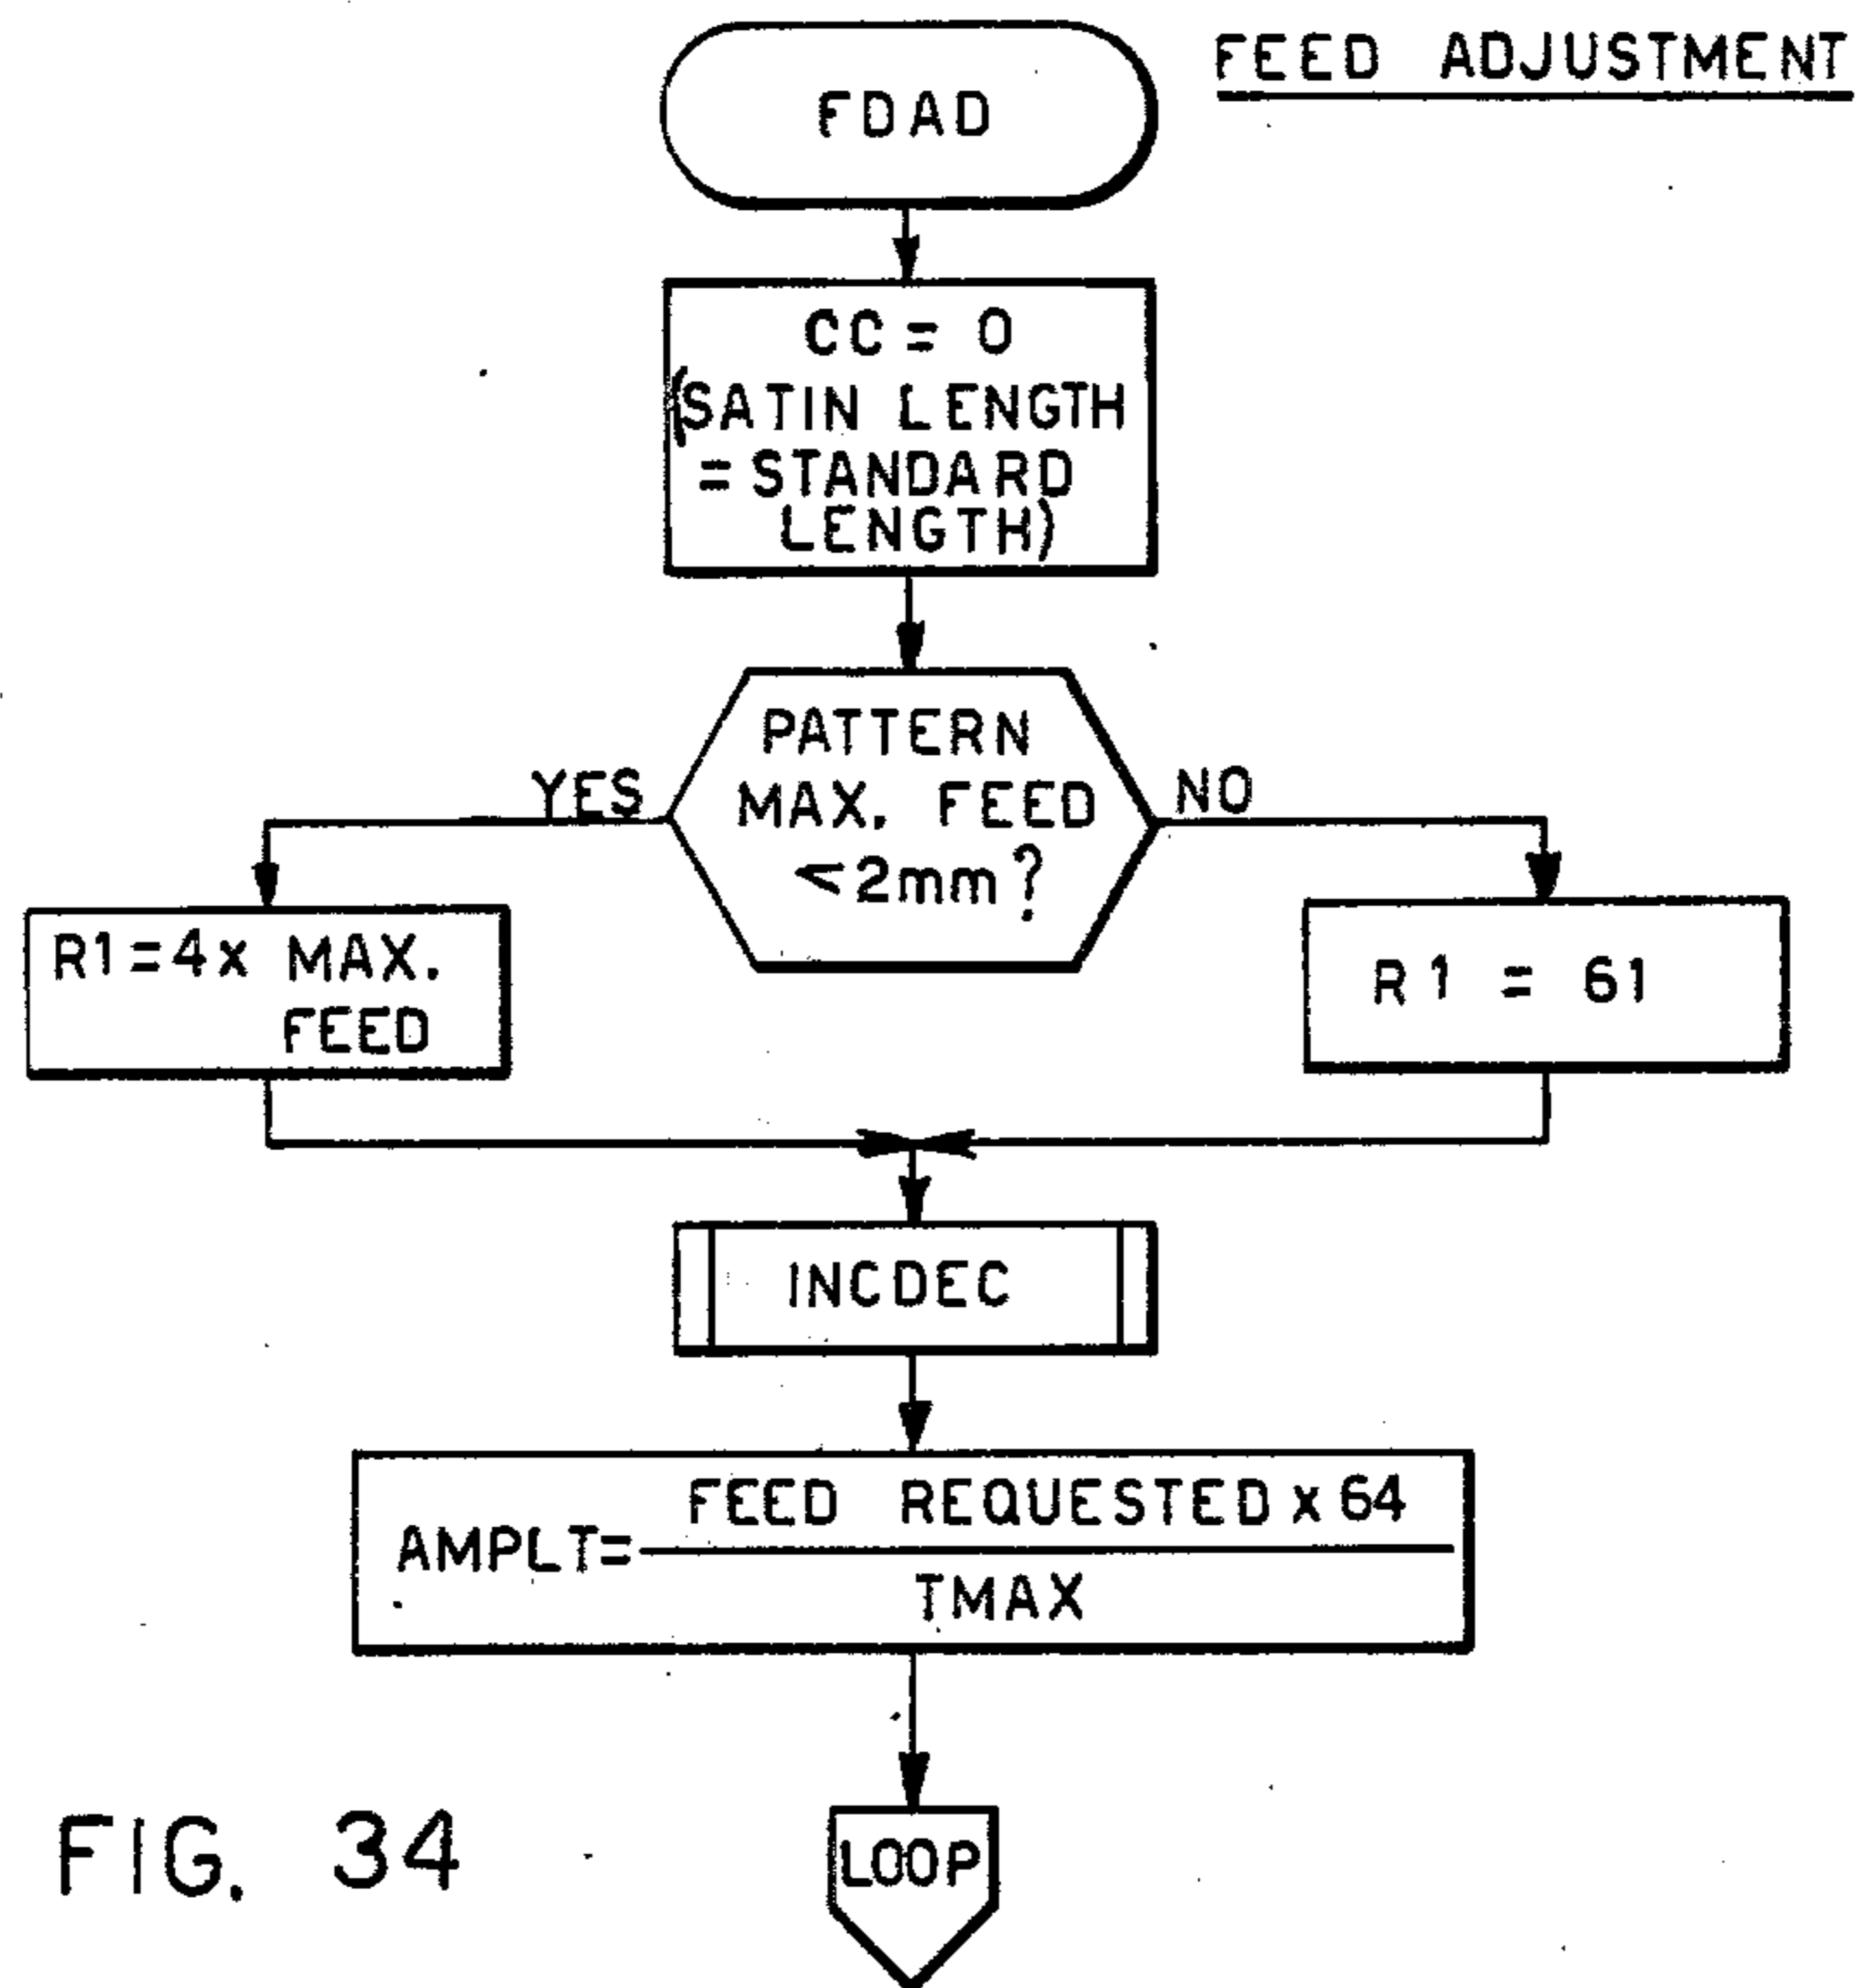 FEED ADJUSTMENT
FDAD
CC = 0
(SATIN LENGTH
= STANDARD
LENGTH)
PATTERN
MAX. FEED
<2mm?
YES
NO
R1=4x MAX.
FEED
R1 = 61
INCDEC
FEED REQUESTED x 64
AMPLT=
TMAX
LOOP
FIG. 34